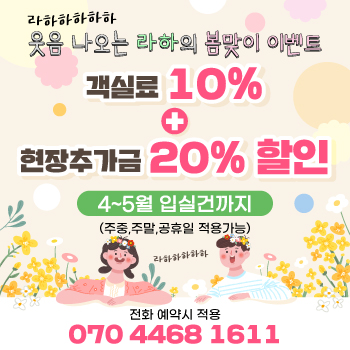 라하하하하하
웃음 나오는 라하의 봄맞이 이벤트
객실료 10%
+
현장추가금 20% 할인
4~5월 입실건까지
(주중,주말,공휴일 적용가능)
라하하하하하
전화 예약시 적용
070 4468 1611